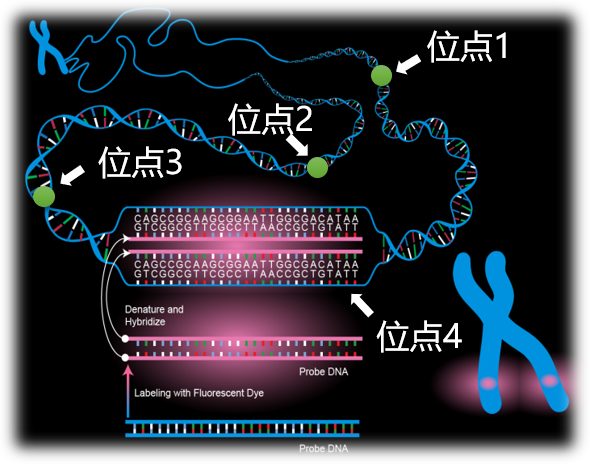 位点1
位点2
位点3
CAGCCGCAAGCGGAATTGGCGACATAA
GTCGGCGTTCGCCTTAACCGCTGTATT
CAGCCGCAAGCGGAATTGGCGACATAA
GTCGGCGTTCGCCTTAACCGCTGTATT
Denature and
Hybridize
位点4
Probe DNA
Labeling with Fluorescent Dye
Probe DNA